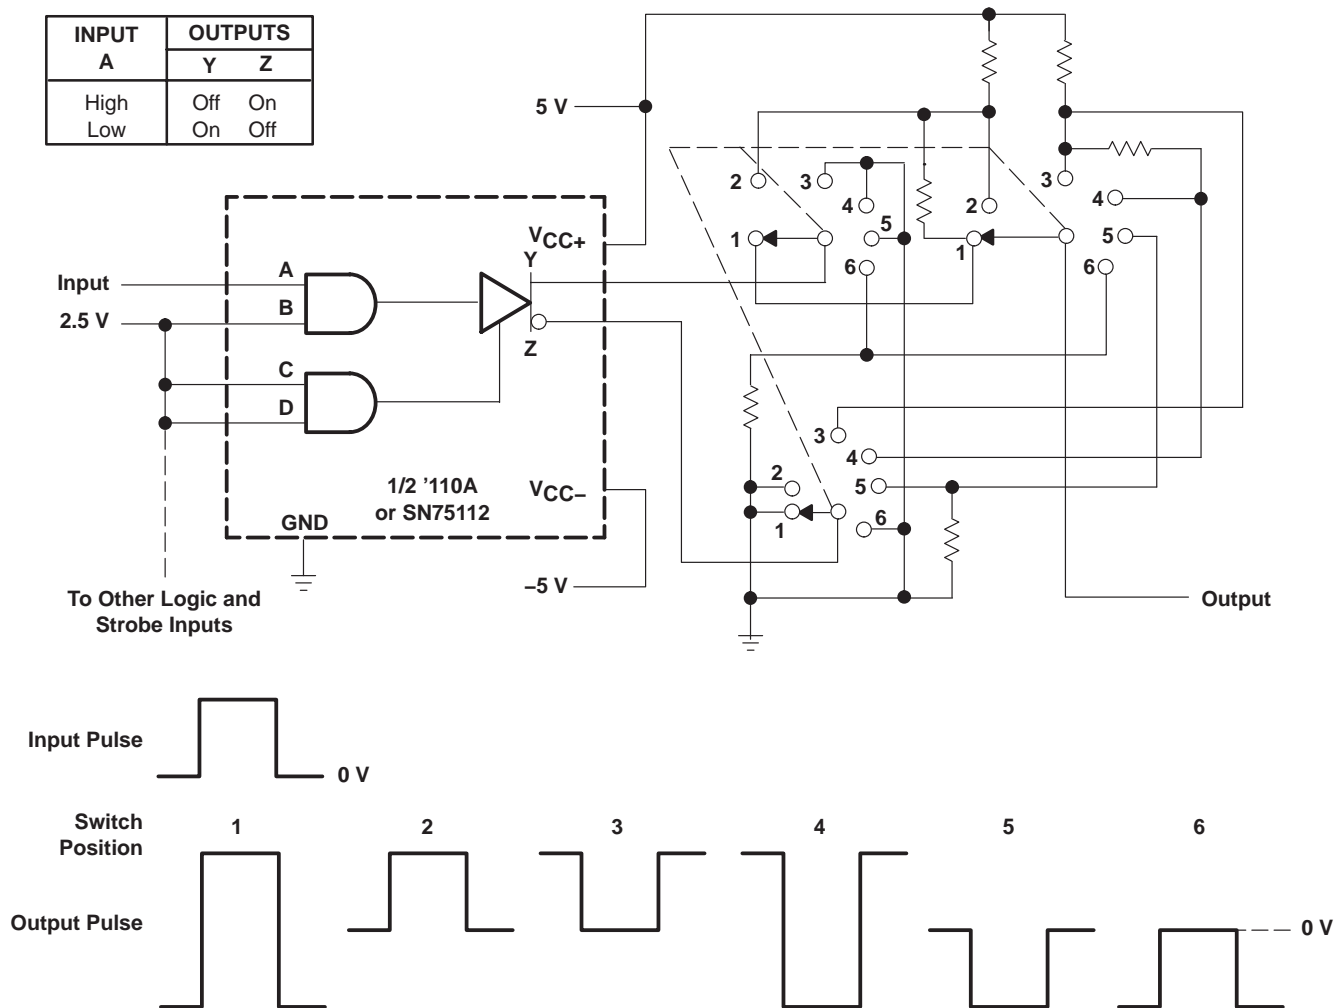 INPUT OUTPUTS
A Y Z
High Off On
Low On Off
5 V
2 3 4 5 1 6
2 1
3 4 5 6
VCC+
Y
Input
A
B
2.5 V
Z
C
D
3
4
5
2
1
6
1/2 '110A
or SN75112
VCC–
GND
–5 V
To Other Logic and
Strobe Inputs
Output
Input Pulse
0 V
Switch
Position
1 2 3 4 5 6
Output Pulse
0 V